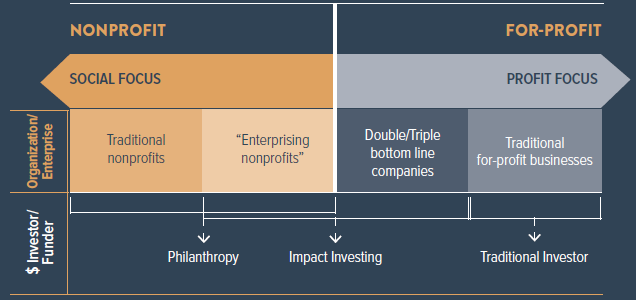 NONPROFIT
FOR-PROFIT
SOCIAL FOCUS
PROFIT FOCUS
Organization/
Enterprise
Traditional
nonprofits
“Enterprising
nonprofits”
Double/Triple
bottom line
companies
Traditional
for-profit businesses
$ Investor/
Funder
Philanthropy
Impact Investing
Traditional Investor